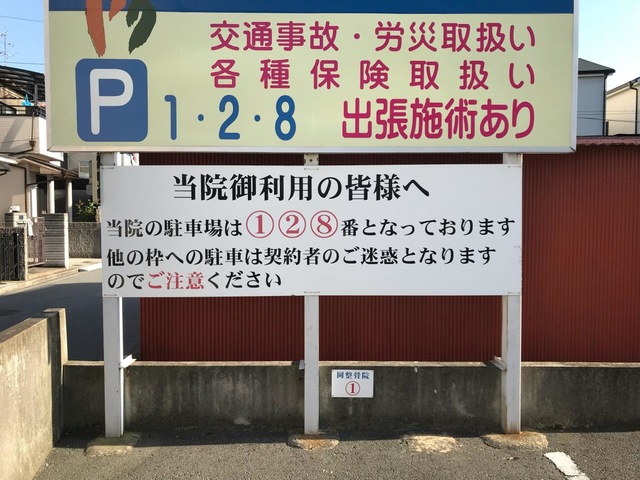 交通事故・労災取扱い
各種保険取扱い
P 1・2・8 出張施術あり
当院御利用の皆様へ
当院の駐車場は①②⑧番となっております
他の枠への駐車は契約者のご迷惑となります
のでご注意ください
岡整骨院
①